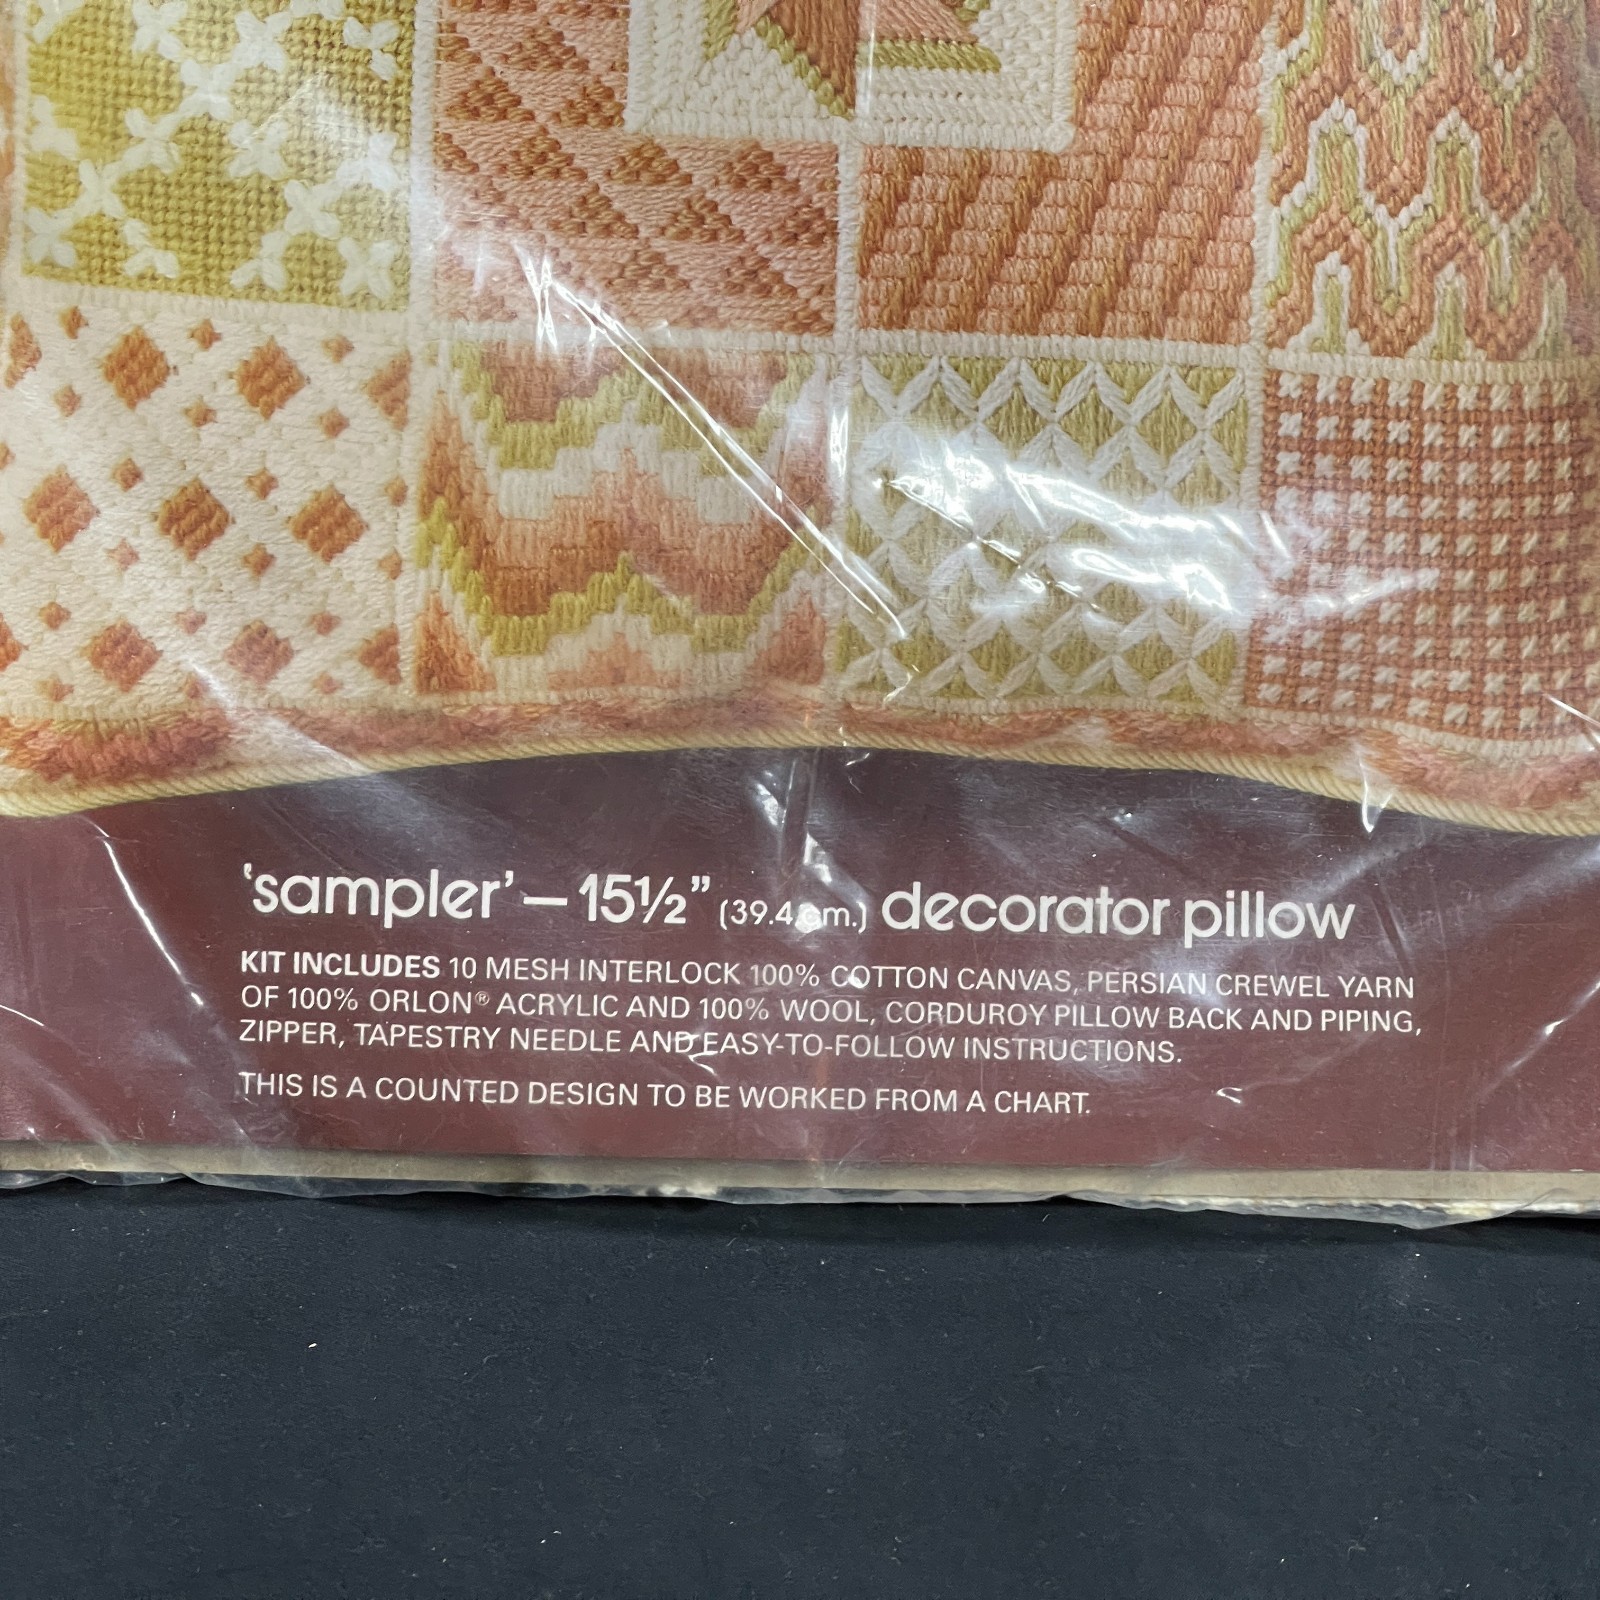 'sampler' – 15½" (39.4 cm.) decorator pillow
KIT INCLUDES 10 MESH INTERLOCK 100% COTTON CANVAS, PERSIAN CREWEL YARN
OF 100% ORLON® ACRYLIC AND 100% WOOL, CORDUROY PILLOW BACK AND PIPING,
ZIPPER, TAPESTRY NEEDLE AND EASY-TO-FOLLOW INSTRUCTIONS.
THIS IS A COUNTED DESIGN TO BE WORKED FROM A CHART.